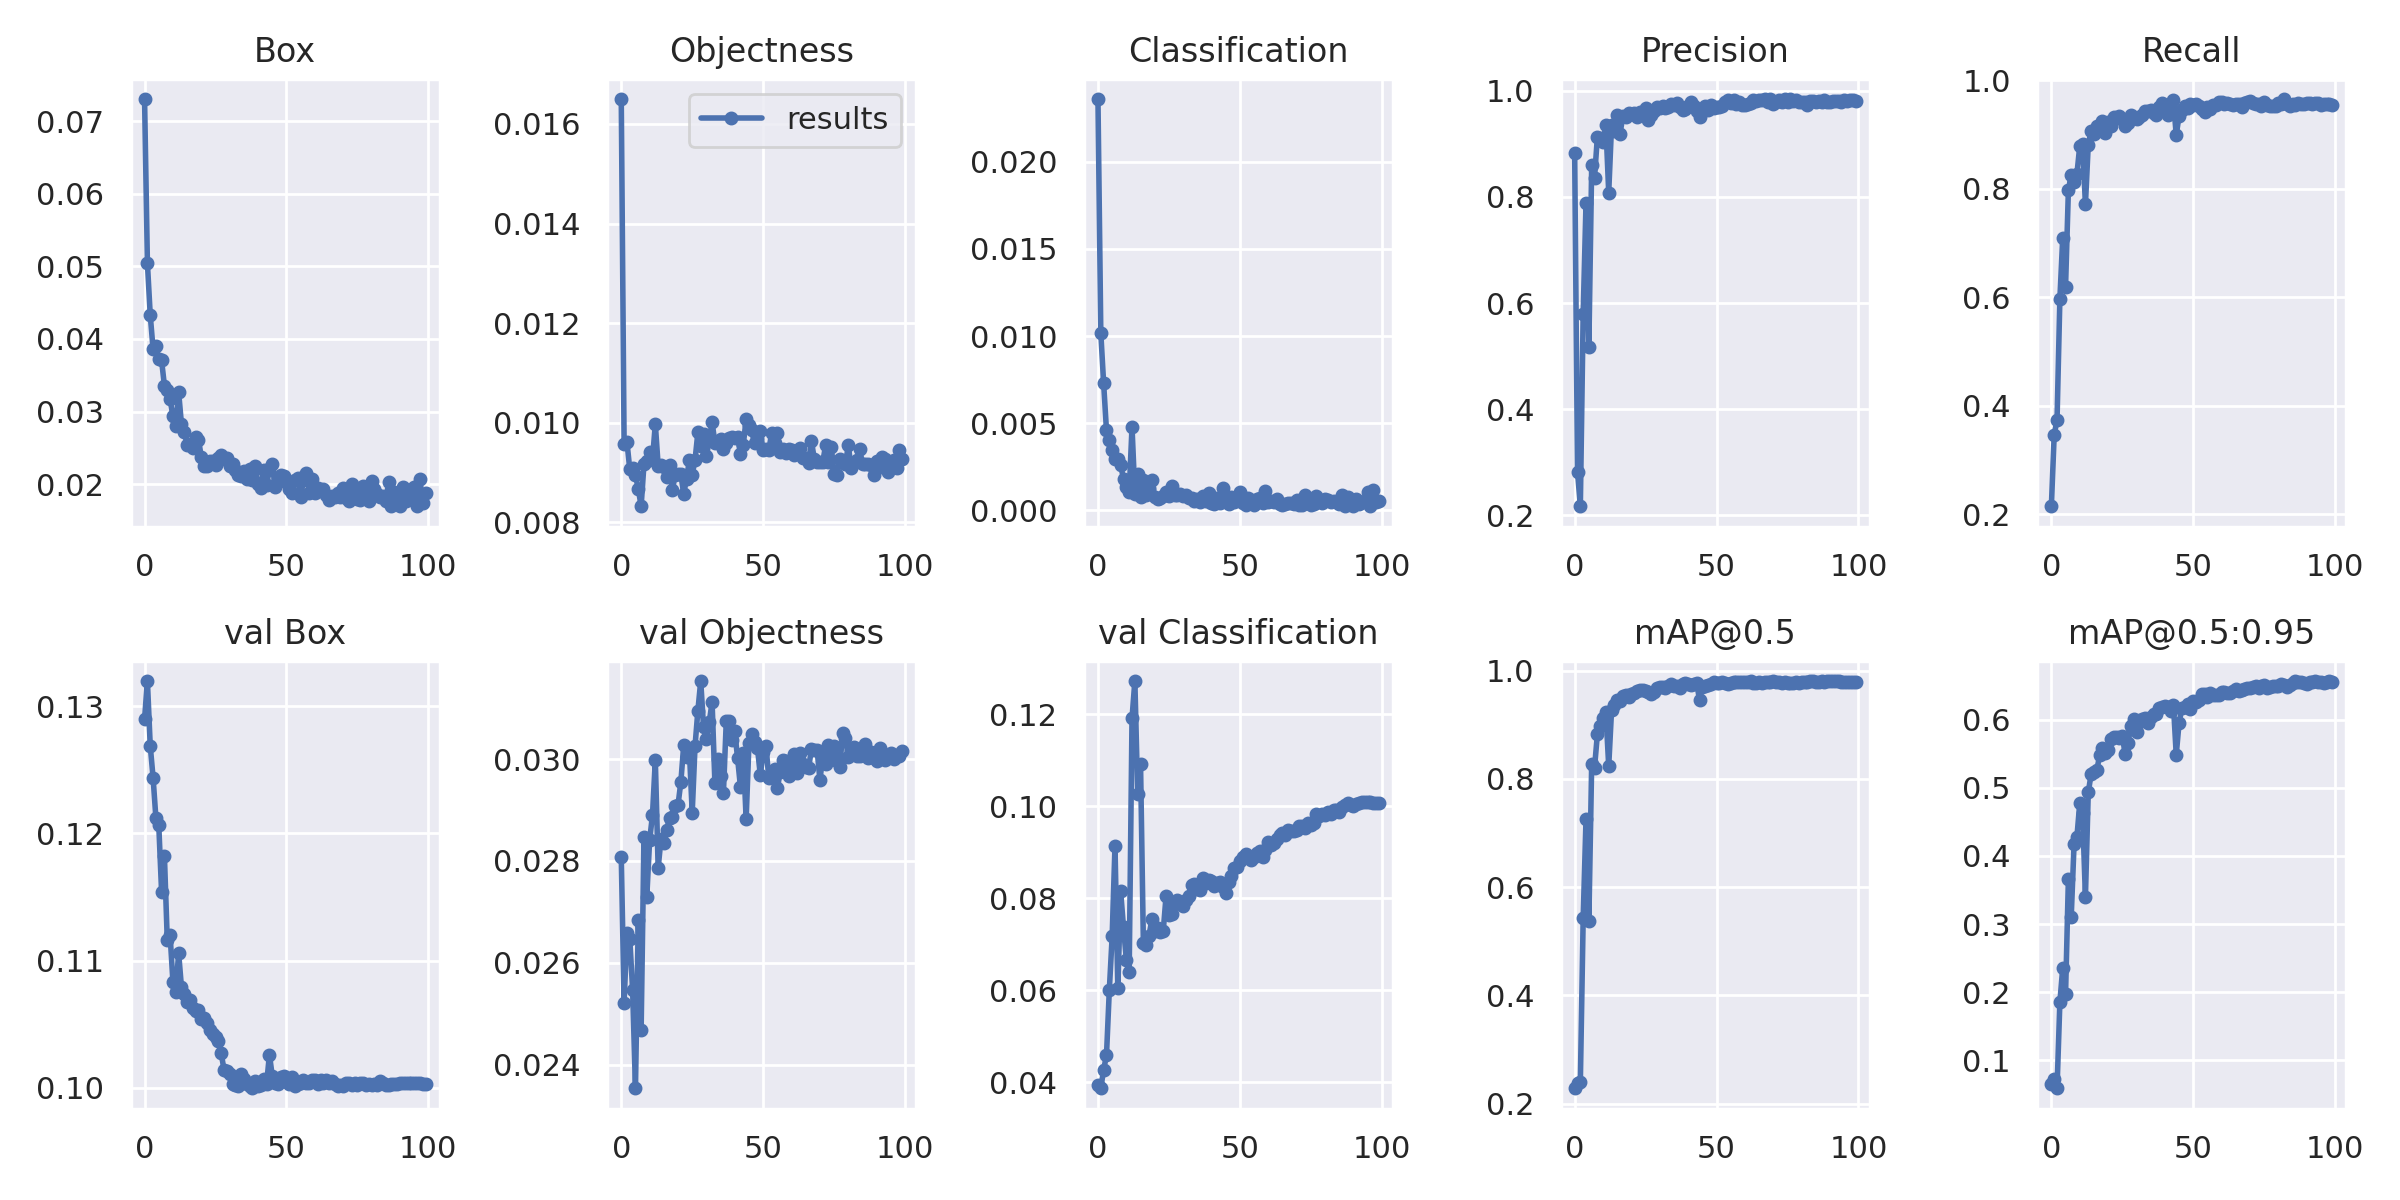 Box
Objectness
Classification
Precision
Recall
0.07
0.06
0.05
0.04
0.03
0.02
0 50 100
results
0.016
0.014
0.012
0.010
0.008
0 50 100
0.020
0.015
0.010
0.005
0.000
0 50 100
1.0
0.8
0.6
0.4
0.2
0 50 100
1.0
0.8
0.6
0.4
0.2
0 50 100
val Box
val Objectness
val Classification
mAP@0.5
mAP@0.5:0.95
0.13
0.12
0.11
0.10
0 50 100
0.030
0.028
0.026
0.024
0 50 100
0.12
0.10
0.08
0.06
0.04
0 50 100
1.0
0.8
0.6
0.4
0.2
0 50 100
0.6
0.5
0.4
0.3
0.2
0.1
0 50 100